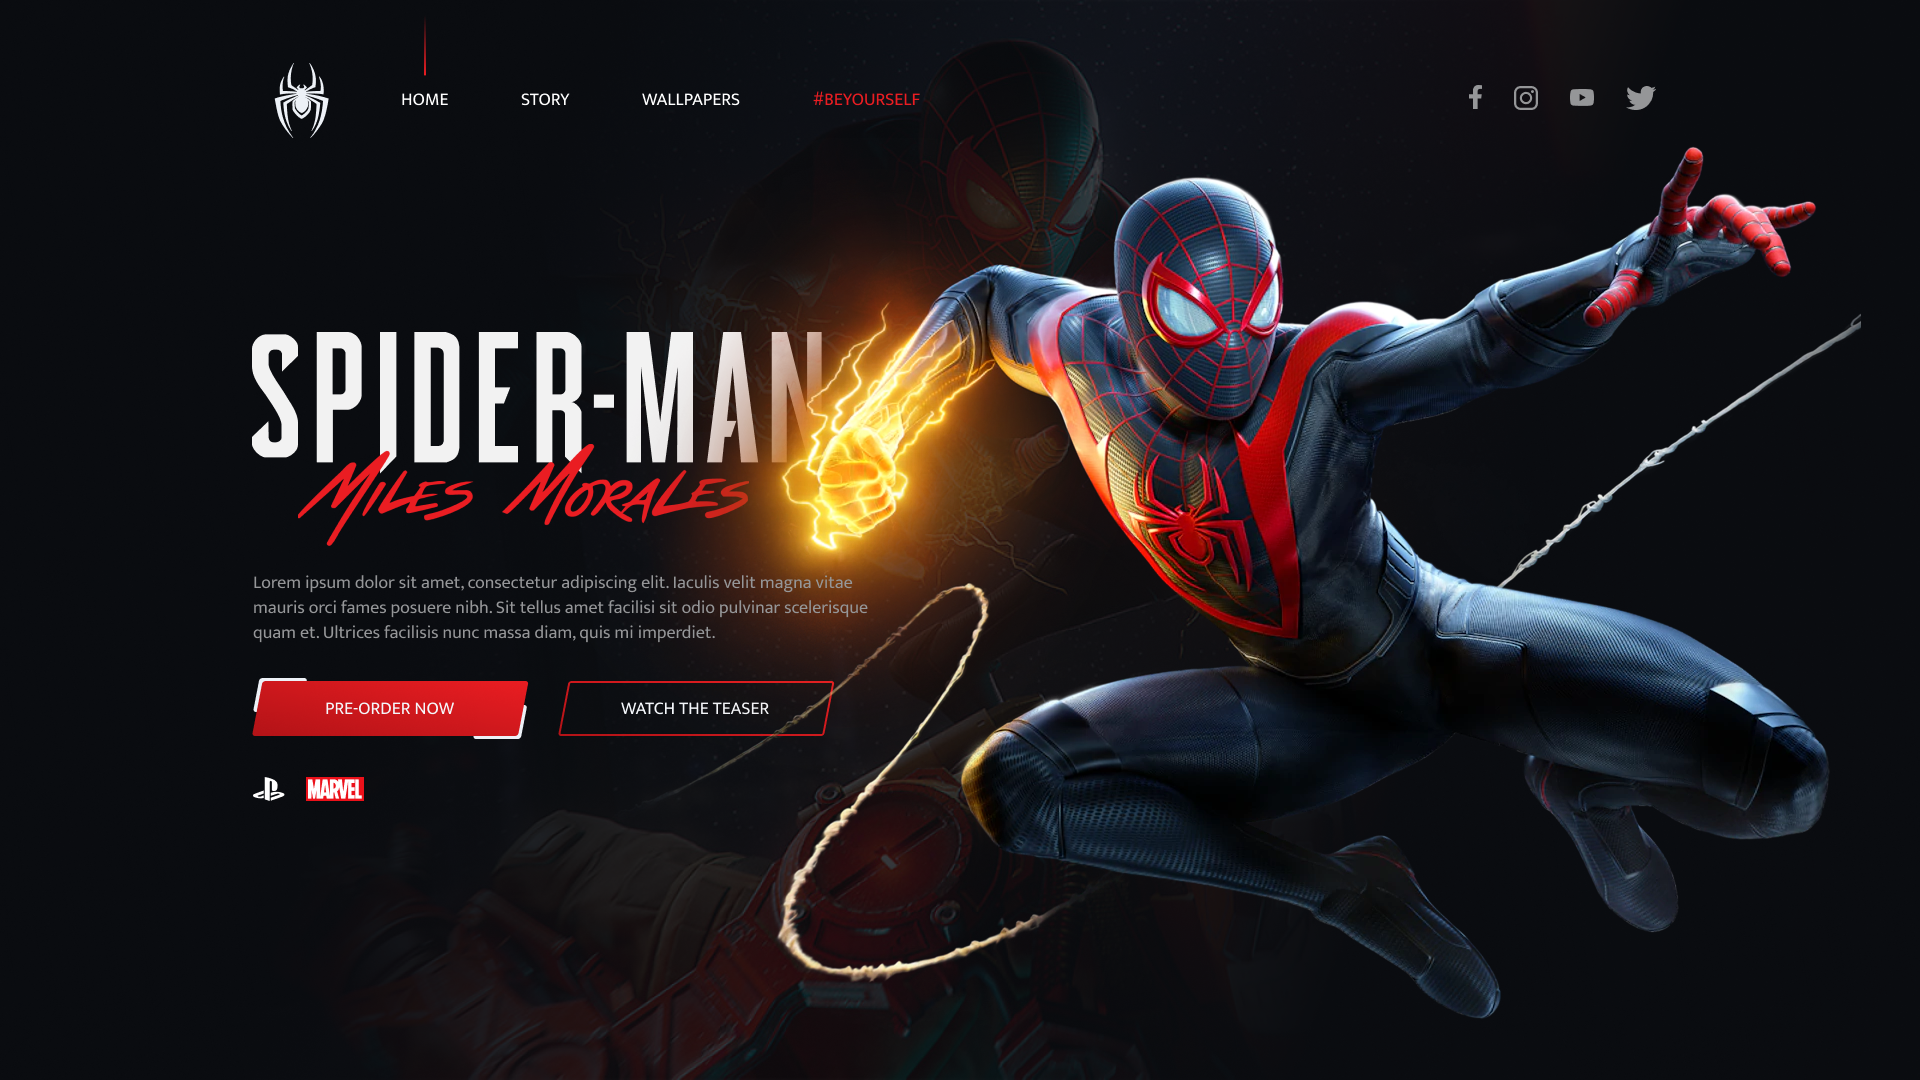 HOME
STORY
WALLPAPERS
#BEYOURSELF
SPIDER-MAN
MILES MORALES
Lorem ipsum dolor sit amet, consectetur adipiscing elit. Iaculis velit magna vitae
mauris orci fames posuere nibh. Sit tellus amet facilisi sit odio pulvinar scelerisque
quam et. Ultrices facilisis nunc massa diam, quis mi imperdiet.
PRE-ORDER NOW
WATCH THE TEASER
MARVEL